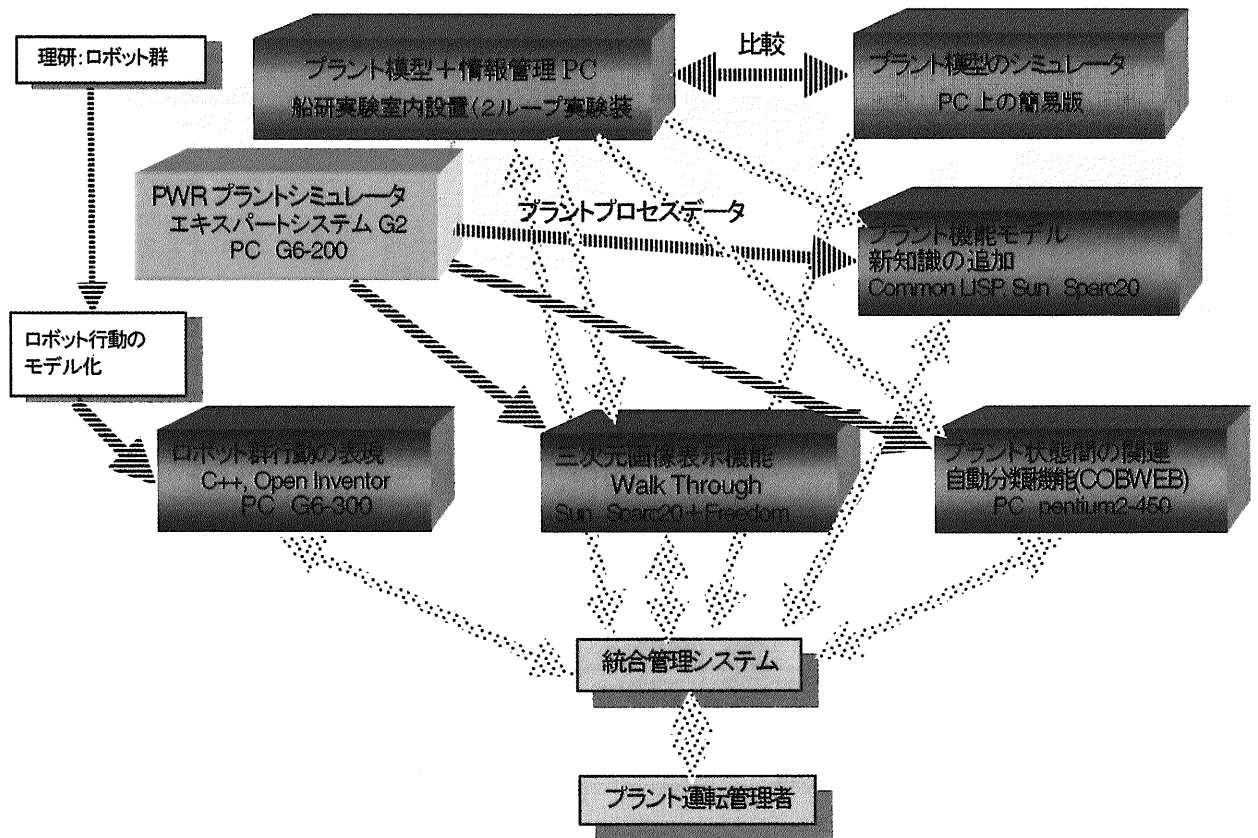 理研:ロボット群
プラント模型+情報管理 PC
船研実験室内設置(2ループ実験装
比較
プラント模型のシミュレータ
PC 上の簡易版
PWR プラントシミュレータ
エキスパートシステム G2
PC G6-200
プラントプロセズデータ
プラント機能モデル
新知識の追加
Common LISP Sun Sparc20
ロボット行動の
モデル化
ロボット群行動の表現
C++, Open Inventor
PC G6-300
三次元画像表示機能
Walk Through
Sun Sparc20+Freedom
プラント状態間の関連
自動分類機能(COBWEB)
PC pentium2-450
統合管理システム
プラント運転管理者